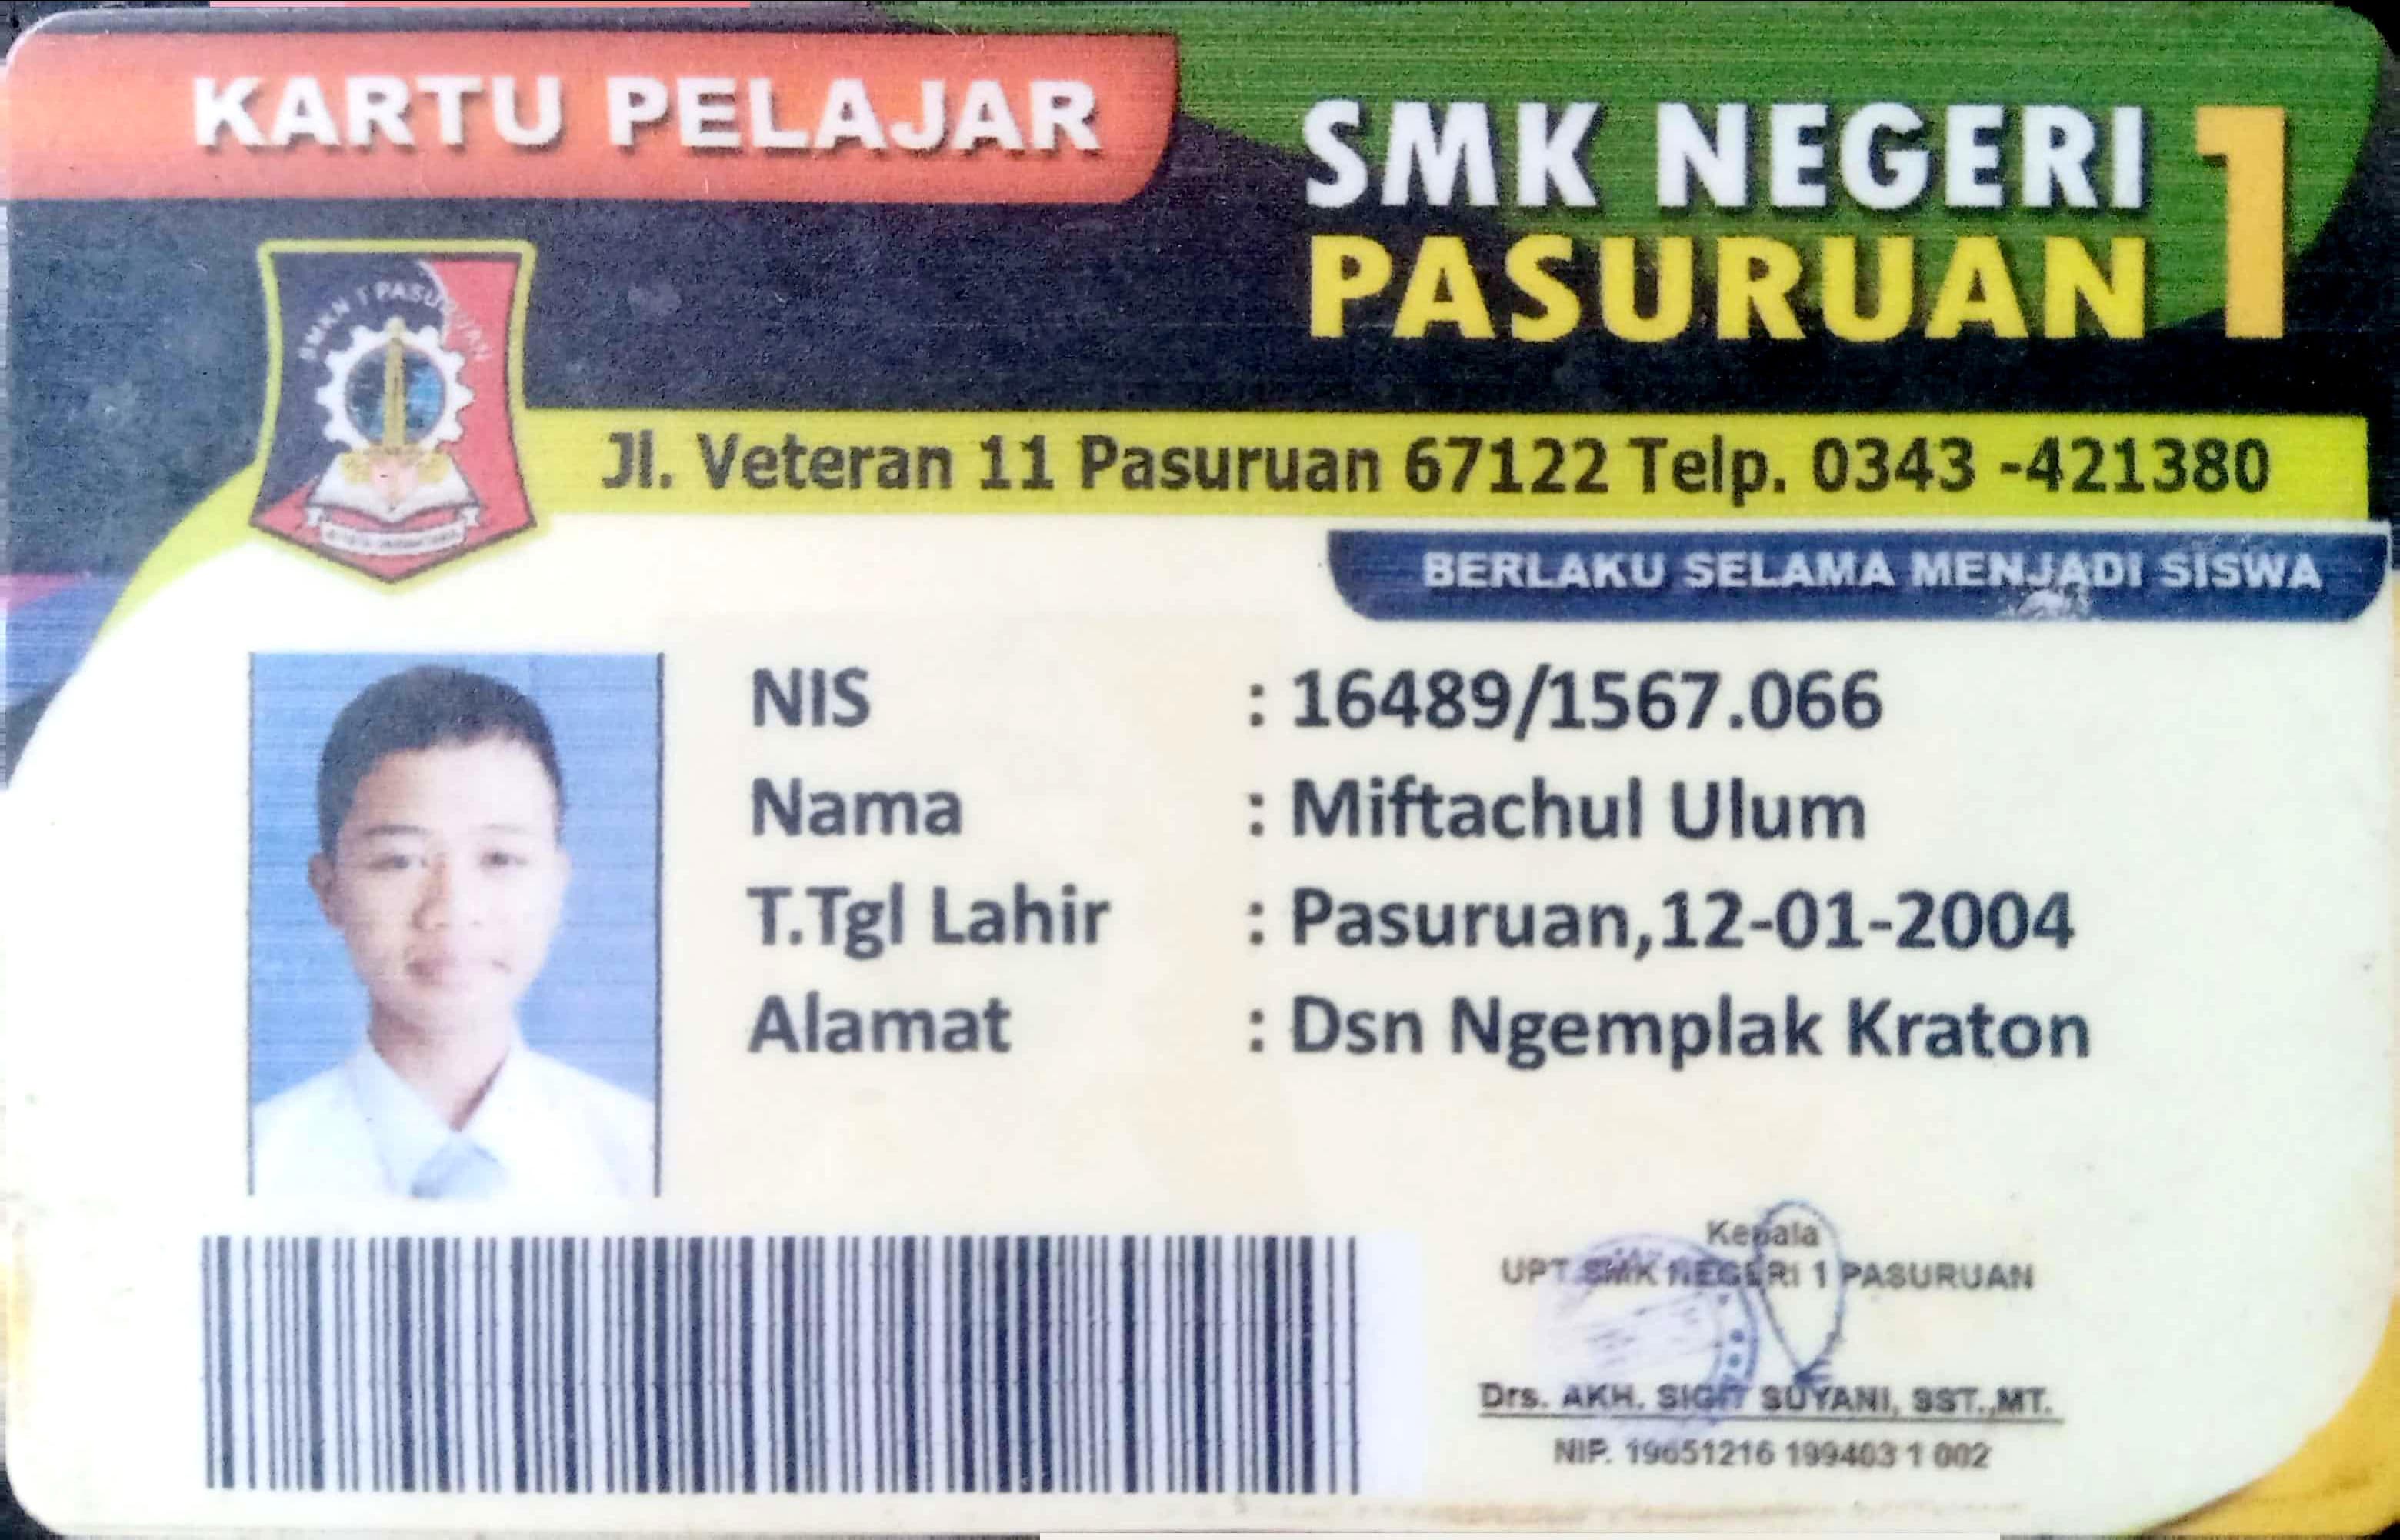 KARTU PELAJAR
SMK NEGERI 1
PASURUAN
SMKN 1 PASURUAN
Jl. Veteran 11 Pasuruan 67122 Telp. 0343 -421380
BERLAKU SELAMA MENJADI SISWA
NIS : 16489/1567.066
Nama : Miftachul Ulum
T.Tgl Lahir : Pasuruan,12-01-2004
Alamat : Dsn Ngemplak Kraton
Kepala
UPT SMK NEGERI 1 PASURUAN
Drs. AKH. SIGIT SUYANI, SST.,MT.
NIP. 19651216 199403 1 002